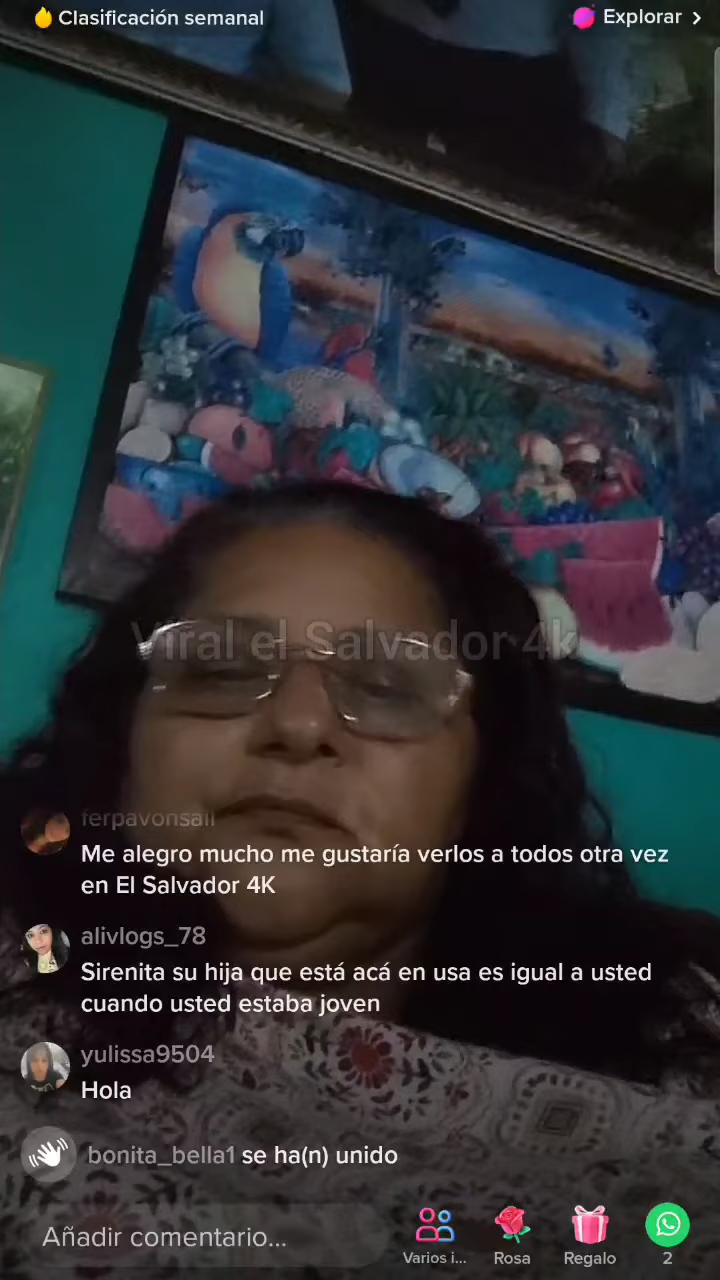 Clasificación semanal
Explorar
Viral el Salvador 4k
ferpavonsall
Me alegro mucho me gustaría verlos a todos otra vez
en El Salvador 4K
alivlogs_78
Sirenita su hija que está acá en usa es igual a usted
cuando usted estaba joven
yulissa9504
Hola
bonita_bella1 se ha(n) unido
Añadir comentario...
Varios i...
Rosa
Regalo
2